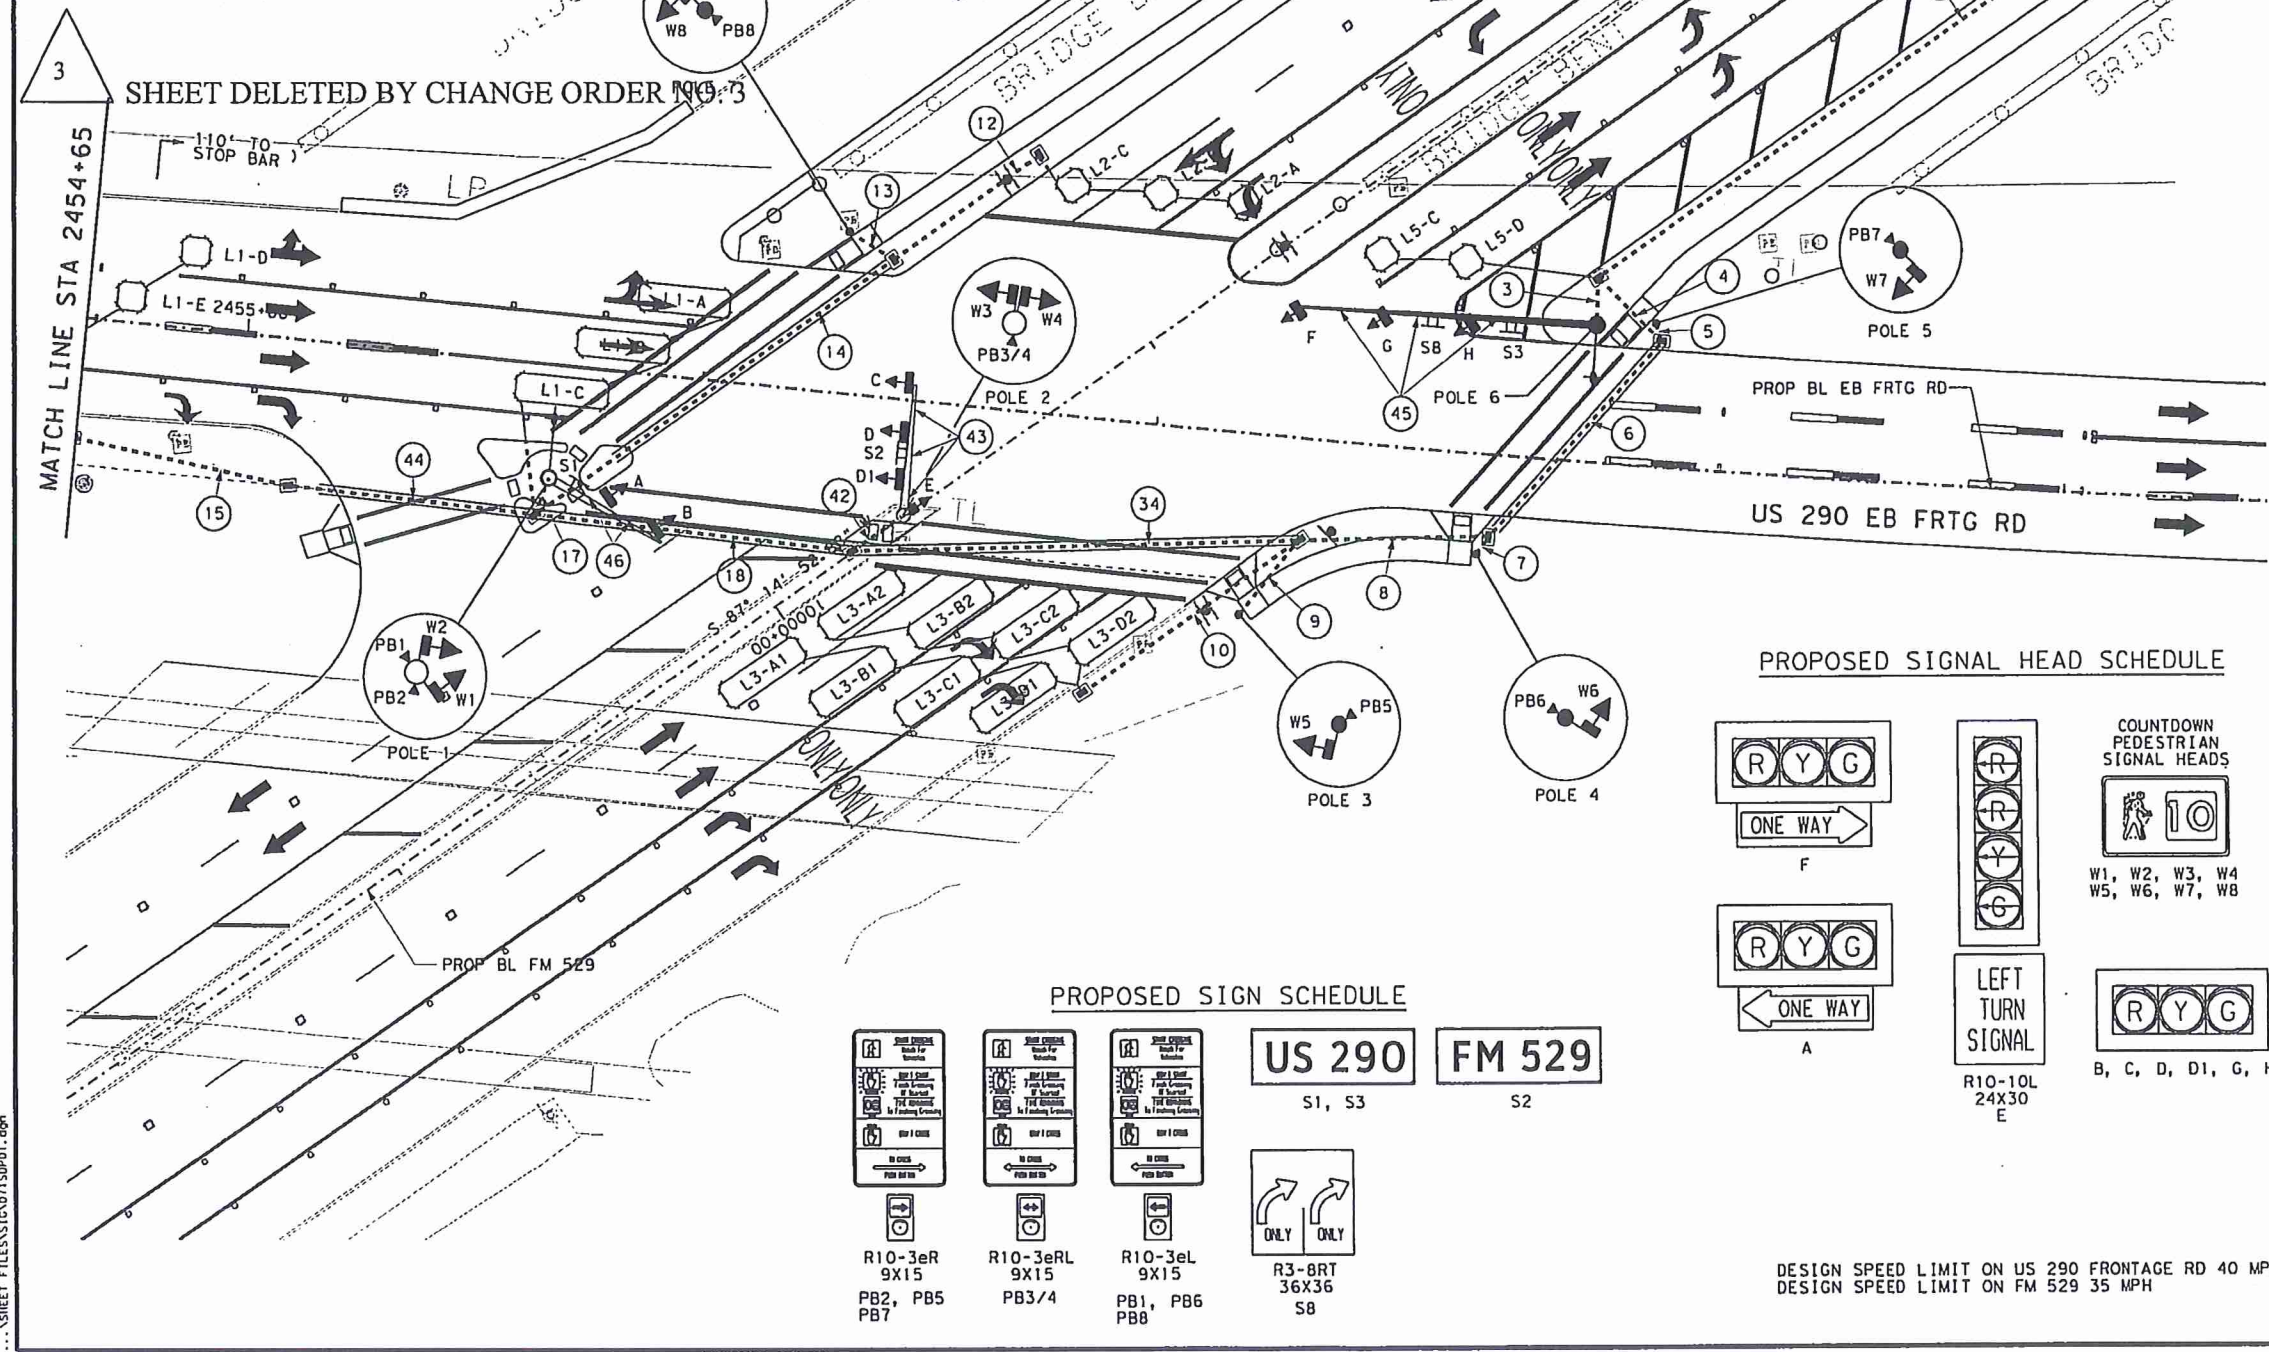 W8
PB8
3
SHEET DELETED BY CHANGE ORDER NO. 3
BRIDGE
110' TO
STOP BAR
LP
MATCH LINE STA 2454+65
12
13
14
L2-C
L2-A
ONLY
BRIDGE BENT
ONLY
ONLY
BRIDG
L1-D
L1-E 2455+
L1-A
L1-C
W3
W4
PB3/4
POLE 2
L5-C
L5-D
3
4
5
PB7
W7
POLE 5
F
G
S8
H
S3
45
POLE 6
6
PROP BL EB FRTG RD
US 290 EB FRTG RD
C
D
S2
D1
E
43
42
44
S1
A
B
15
17
46
18
34
TL
7
8
9
10
S 87° 14' 52"
L3-A1
L3-A2
L3-B1
L3-B2
L3-C1
L3-C2
L3-D2
PB1
W2
PB2
W1
POLE 1
W5
PB5
POLE 3
PB6
W6
POLE 4
ONLY
ONLY
PROP BL FM 529
PROPOSED SIGNAL HEAD SCHEDULE
R Y G
ONE WAY
F
R Y G
ONE WAY
A
R
R
Y
G
LEFT
TURN
SIGNAL
R10-10L
24X30
E
COUNTDOWN
PEDESTRIAN
SIGNAL HEADS
10
W1, W2, W3, W4
W5, W6, W7, W8
R Y G
B, C, D, D1, G, H
PROPOSED SIGN SCHEDULE
R10-3eR
9X15
PB2, PB5
PB7
R10-3eRL
9X15
PB3/4
R10-3eL
9X15
PB1, PB6
PB8
US 290
S1, S3
FM 529
S2
ONLY ONLY
R3-8RT
36X36
S8
DESIGN SPEED LIMIT ON US 290 FRONTAGE RD 40 MP
DESIGN SPEED LIMIT ON FM 529 35 MPH